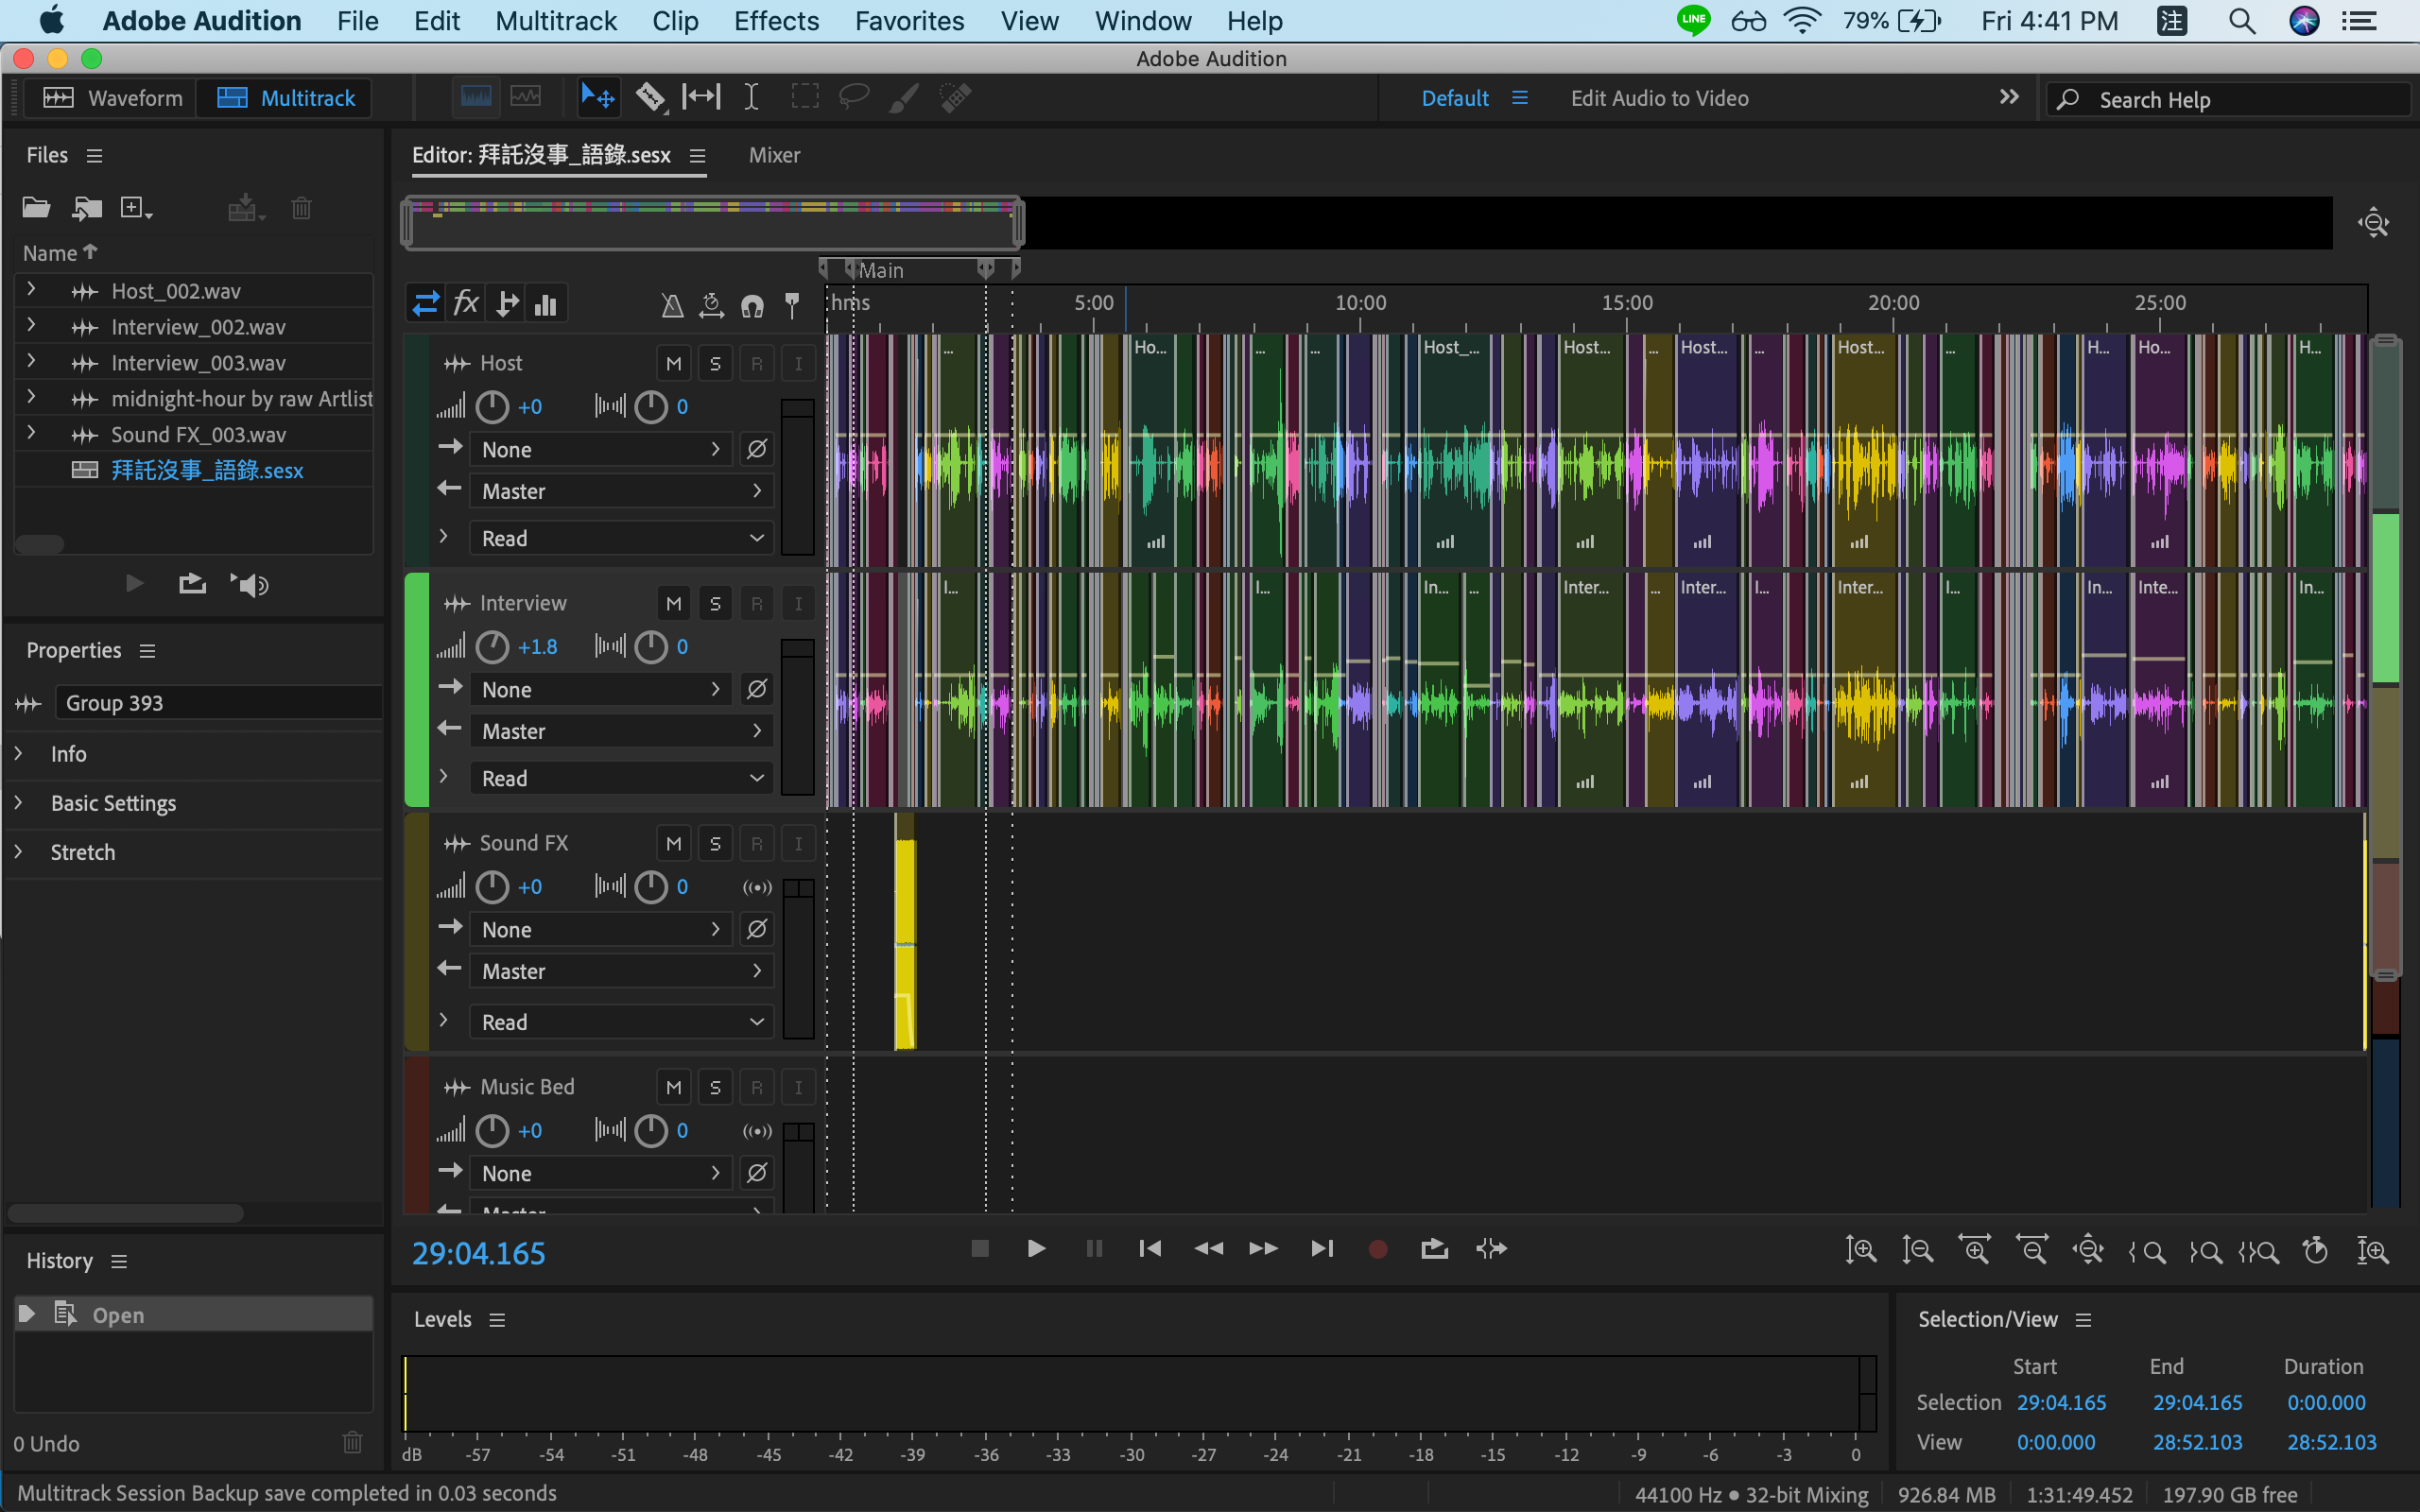 Adobe Audition File Edit Multitrack Clip Effects Favorites View Window Help LINE 79% Fri 4:41 PM 注
Adobe Audition
Waveform Multitrack Default Edit Audio to Video Search Help
Files
Name
Host_002.wav
Interview_002.wav
Interview_003.wav
midnight-hour by raw Artlist
Sound FX_003.wav
拜託沒事_語錄.sesx
Properties
Group 393
Info
Basic Settings
Stretch
History
Open
0 Undo
Editor: 拜託沒事_語錄.sesx Mixer
Main
fx hms 5:00 10:00 15:00 20:00 25:00
Host M S R I
+0 0
None
Master
Read
... Ho... ... ... Host_... Host... ... Host... ... Host... ... H... Ho... H...
Interview M S R I
+1.8 0
None
Master
Read
I... I... In... ... Inter... ... Inter... I... Inter... I... In... Inte... In...
Sound FX M S R I
+0 0
None
Master
Read
Music Bed M S R I
+0 0
None
Master
29:04.165
Levels
dB -57 -54 -51 -48 -45 -42 -39 -36 -33 -30 -27 -24 -21 -18 -15 -12 -9 -6 -3 0
Selection/View
Start End Duration
Selection 29:04.165 29:04.165 0:00.000
View 0:00.000 28:52.103 28:52.103
Multitrack Session Backup save completed in 0.03 seconds
44100 Hz ● 32-bit Mixing 926.84 MB 1:31:49.452 197.90 GB free